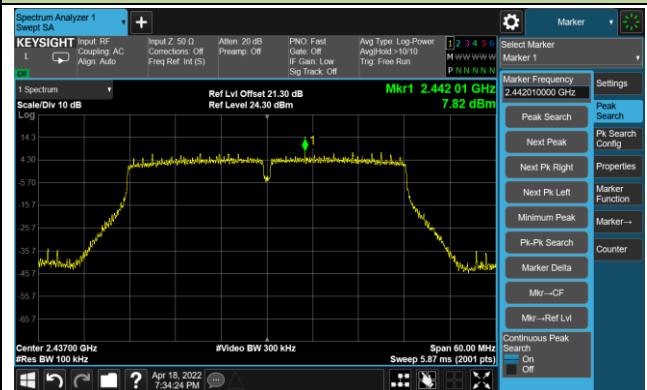 Spectrum Analyzer 1
Swept SA
Marker
KEYSIGHT
Input: RF
Coupling: AC
Align: Auto
Input Z: 50 Ω
Corrections: Off
Freq Ref: Int (S)
Atten: 20 dB
Preamp: Off
PNO: Fast
Gate: Off
IF Gain: Low
Sig Track: Off
Avg Type: Log-Power
Avg|Hold:>10/10
Trig: Free Run
1 2 3 4 5 6
M W W W W W
P N N N N N
L
Select Marker
Marker 1
1 Spectrum
Scale/Div 10 dB
Log
Ref Lvl Offset 21.30 dB
Ref Level 24.30 dBm
Mkr1 2.442 01 GHz
7.82 dBm
14.3
4.30
-5.70
-15.7
-25.7
-35.7
-45.7
-55.7
-65.7
1
Center 2.43700 GHz
#Res BW 100 kHz
#Video BW 300 kHz
Span 60.00 MHz
Sweep 5.87 ms (2001 pts)
Marker Frequency
2.442010000 GHz
Peak Search
Next Peak
Next Pk Right
Next Pk Left
Minimum Peak
Pk-Pk Search
Marker Delta
Mkr→CF
Mkr→Ref Lvl
Continuous Peak
Search
On
Off
Settings
Peak
Search
Pk Search
Config
Properties
Marker
Function
Marker→
Counter
Apr 18, 2022
7:34:24 PM